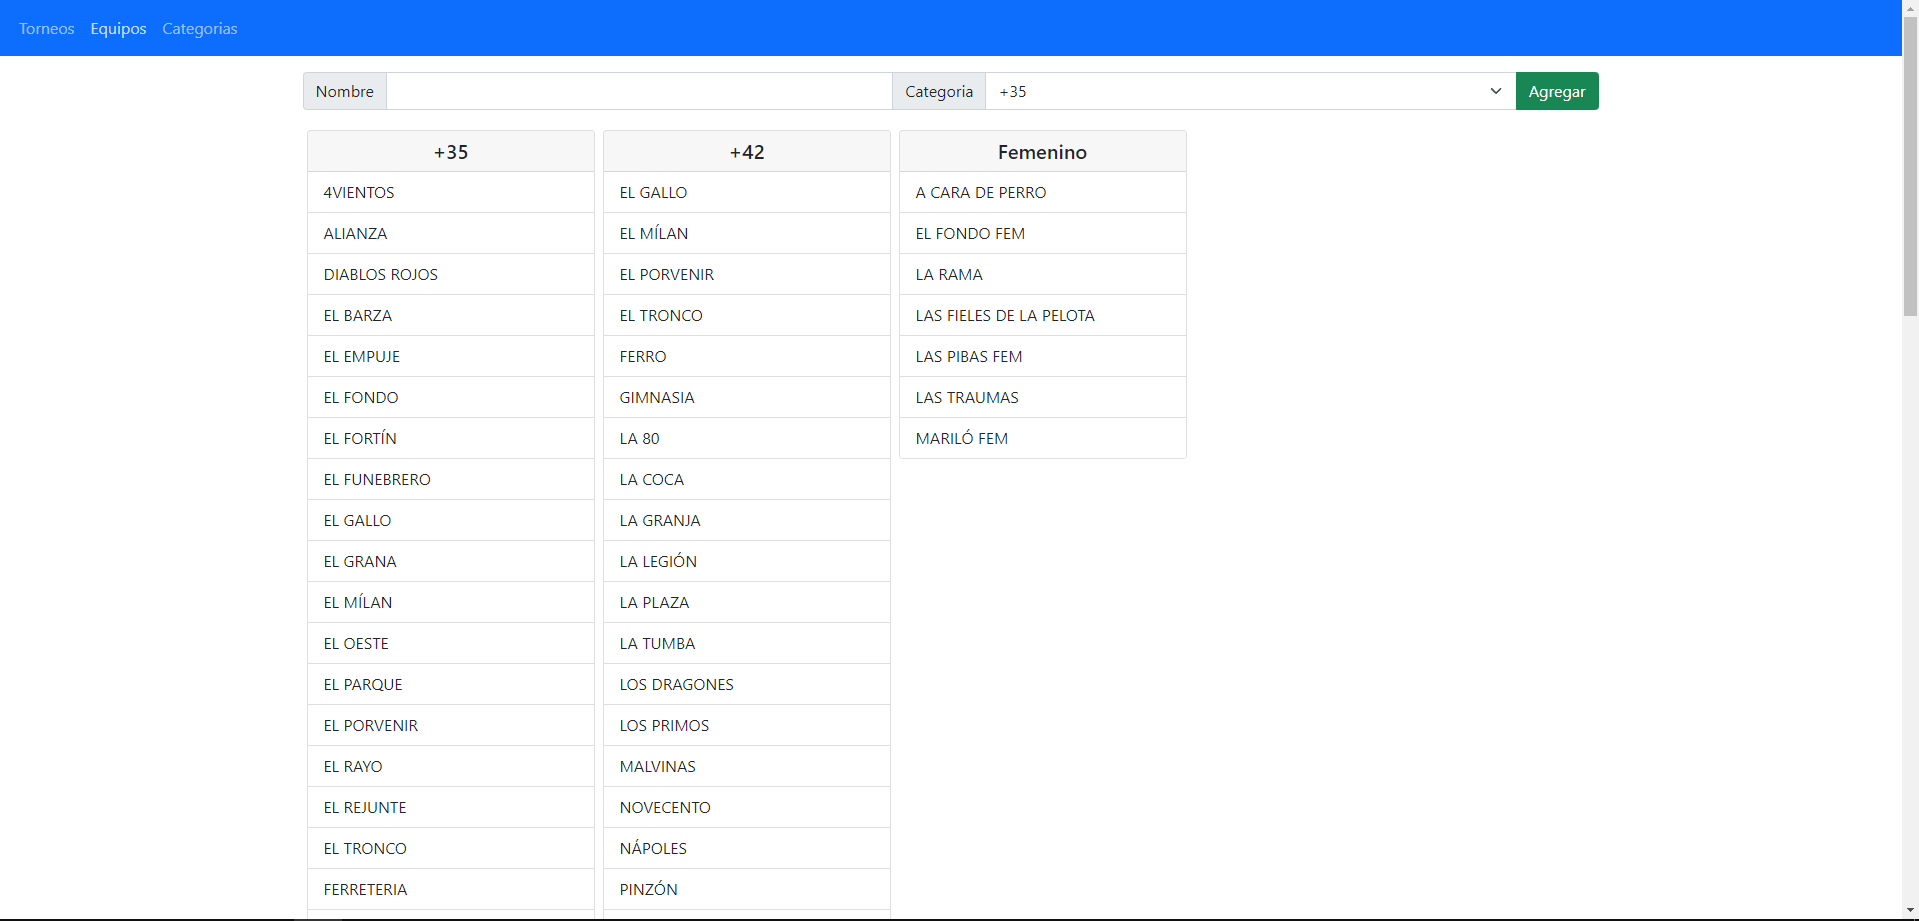 Torneos Equipos Categorias
Nombre Categoria +35 Agregar
+35
4VIENTOS
ALIANZA
DIABLOS ROJOS
EL BARZA
EL EMPUJE
EL FONDO
EL FORTÍN
EL FUNEBRERO
EL GALLO
EL GRANA
EL MÍLAN
EL OESTE
EL PARQUE
EL PORVENIR
EL RAYO
EL REJUNTE
EL TRONCO
FERRETERIA
+42
EL GALLO
EL MÍLAN
EL PORVENIR
EL TRONCO
FERRO
GIMNASIA
LA 80
LA COCA
LA GRANJA
LA LEGIÓN
LA PLAZA
LA TUMBA
LOS DRAGONES
LOS PRIMOS
MALVINAS
NOVECENTO
NÁPOLES
PINZÓN
Femenino
A CARA DE PERRO
EL FONDO FEM
LA RAMA
LAS FIELES DE LA PELOTA
LAS PIBAS FEM
LAS TRAUMAS
MARILÓ FEM